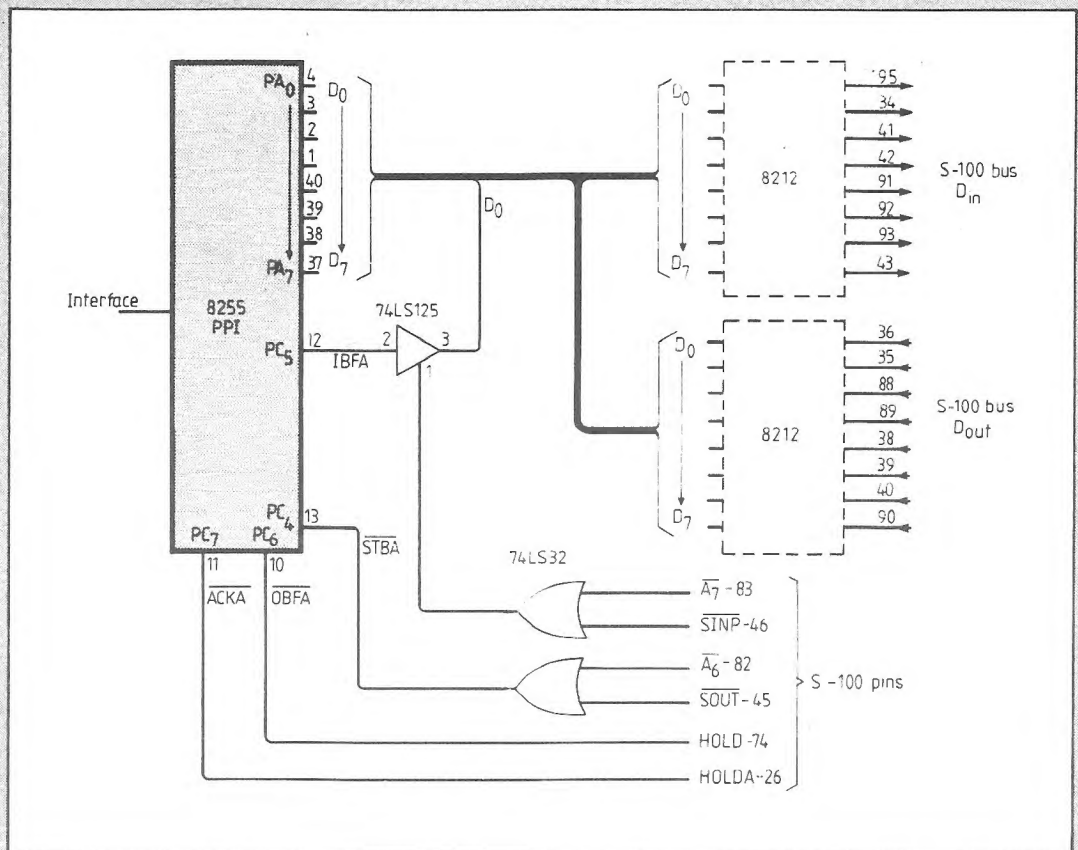 PA0
4
3
2
1
40
39
38
PA7
37
D0
D7
Interface
8255
PPI
PC5
12
IBFA
74LS125
2
3
1
D0
D0
D7
8212
95
34
41
42
91
92
93
43
S-100 bus
Din
D0
D7
8212
36
35
88
89
38
39
40
90
S-100 bus
Dout
PC4
13
STBA
PC7
PC6
11
10
ACKA
OBFA
74LS32
A7-83
SINP-46
A6-82
SOUT-45
HOLD-74
HOLDA-26
S-100 pins